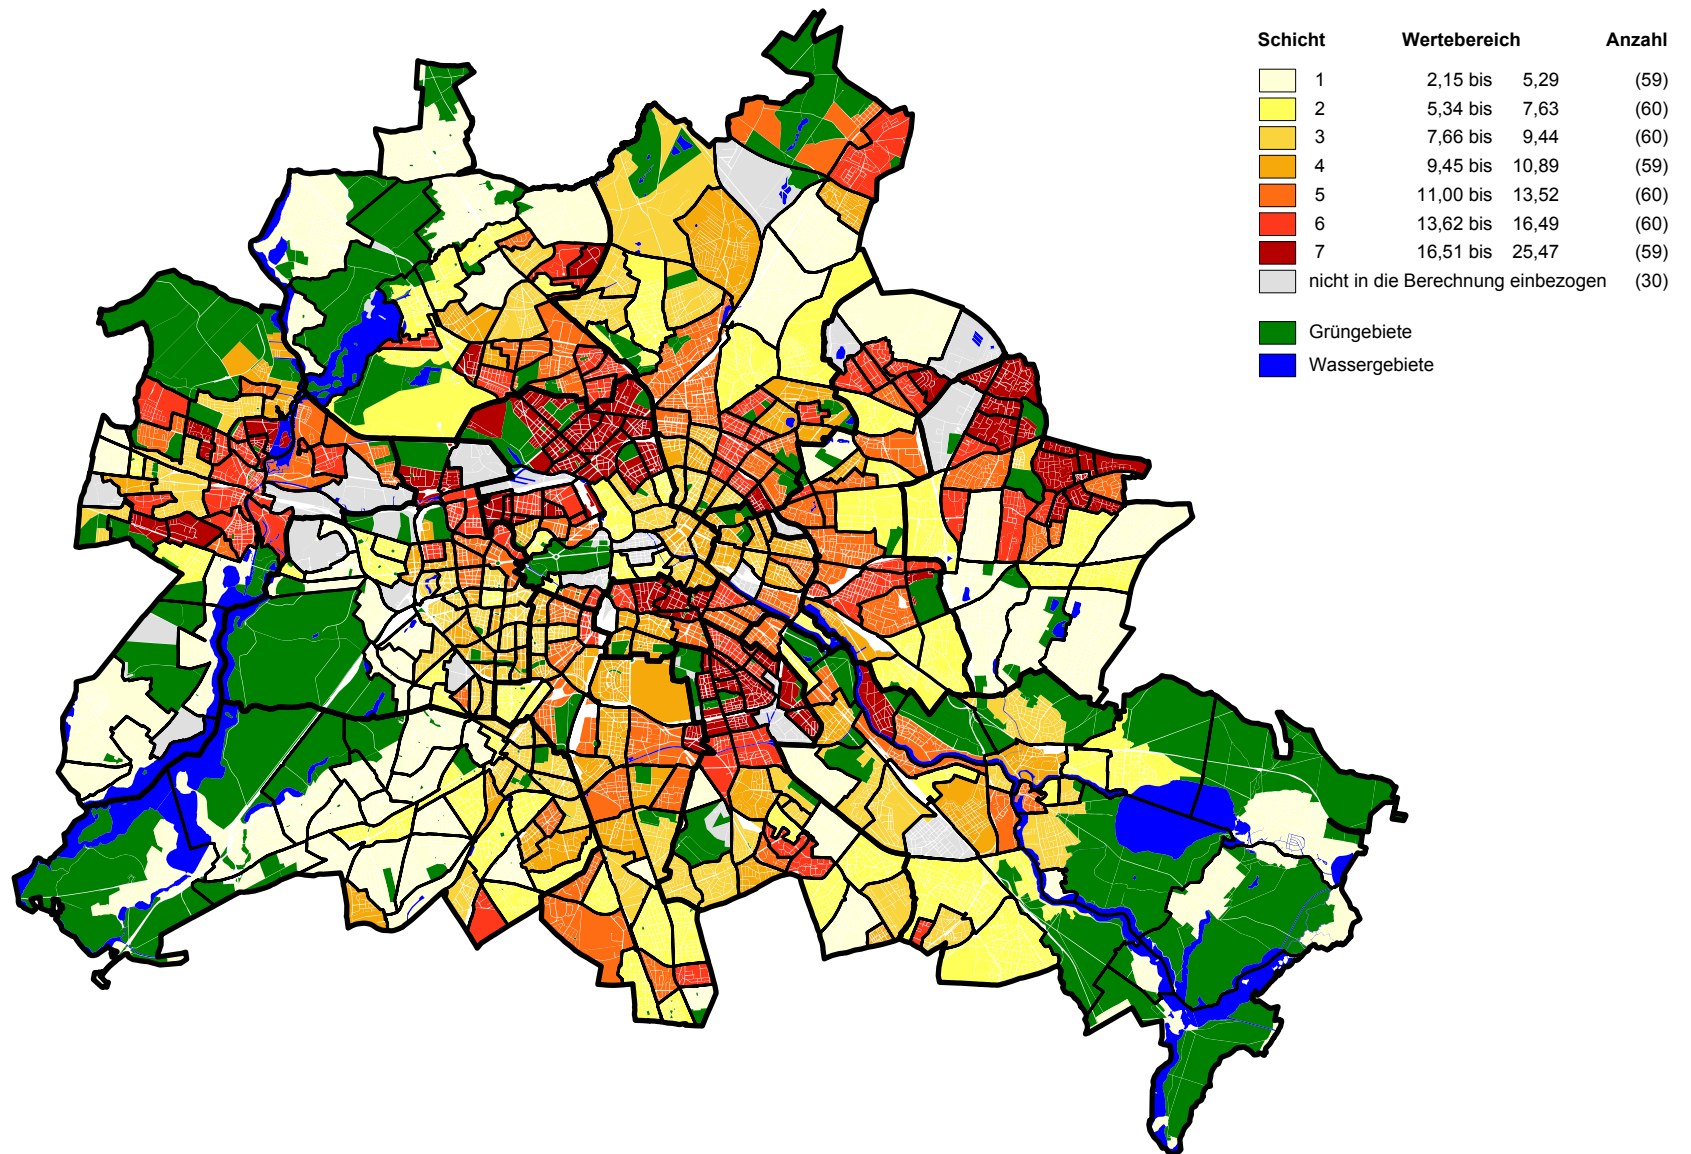 Schicht Wertebereich Anzahl
1 2,15 bis 5,29 (59)
2 5,34 bis 7,63 (60)
3 7,66 bis 9,44 (60)
4 9,45 bis 10,89 (59)
5 11,00 bis 13,52 (60)
6 13,62 bis 16,49 (60)
7 16,51 bis 25,47 (59)
nicht in die Berechnung einbezogen (30)
Grüngebiete
Wassergebiete